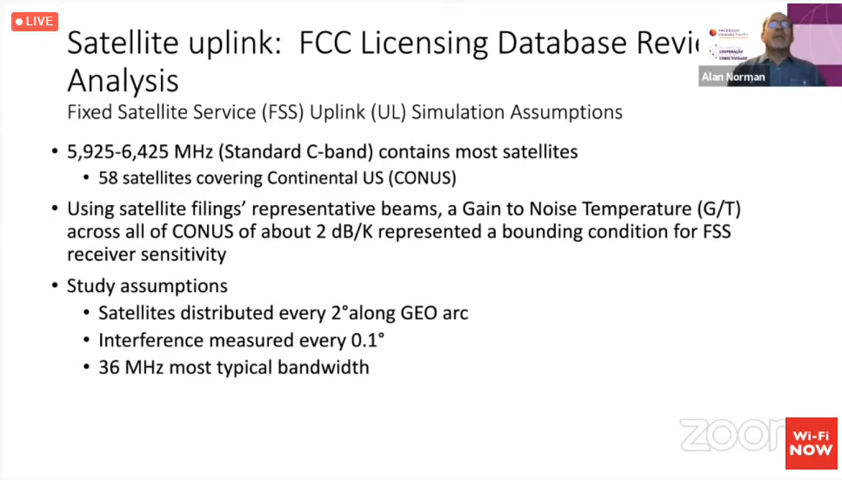 LIVE
Satellite uplink: FCC Licensing Database
Analysis
Fixed Satellite Service (FSS) Uplink (UL) Simulation Assumptions
Alan Norman
• 5,925-6,425 MHz (Standard C-band) contains most satellites
• 58 satellites covering Continental US (CONUS)
• Using satellite filings' representative beams, a Gain to Noise Temperature (G/T)
across all of CONUS of about 2 dB/K represented a bounding condition for FSS
receiver sensitivity
• Study assumptions
• Satellites distributed every 2°along GEO arc
• Interference measured every 0.1°
• 36 MHz most typical bandwidth
zoom
Wi-Fi
NOW